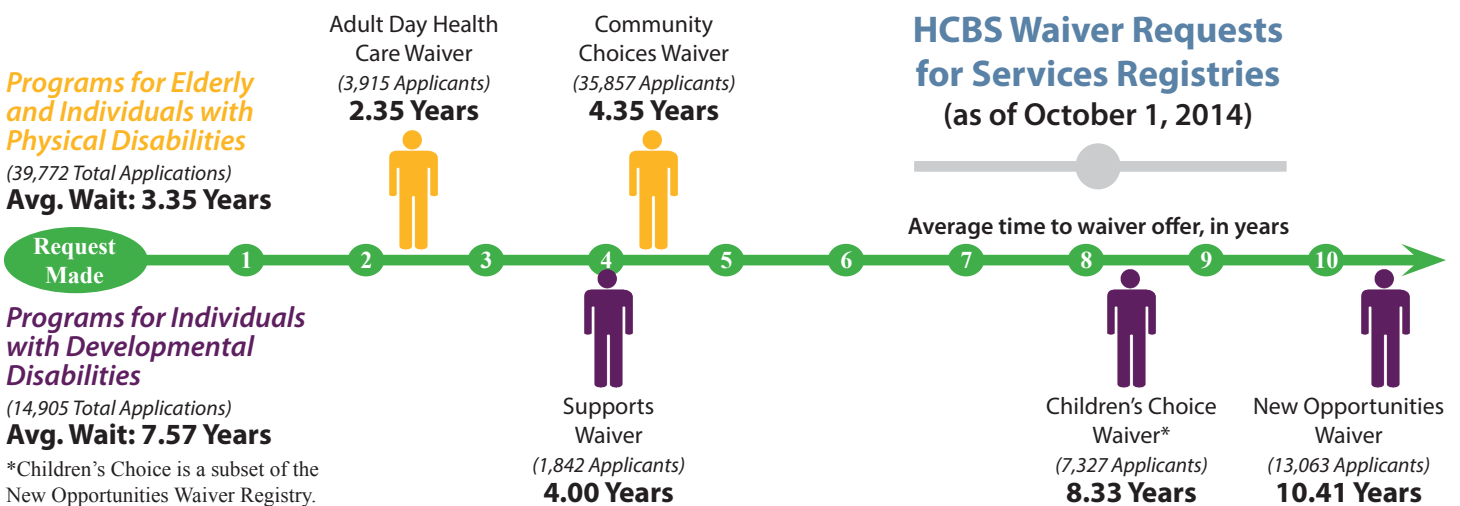 HCBS Waiver Requests
for Services Registries
(as of October 1, 2014)
Programs for Elderly
and Individuals with
Physical Disabilities
(39,772 Total Applications)
Avg. Wait: 3.35 Years
Adult Day Health
Care Waiver
(3,915 Applicants)
2.35 Years
Community
Choices Waiver
(35,857 Applicants)
4.35 Years
Average time to waiver offer, in years
Request
Made
1 2 3 4 5 6 7 8 9 10
Programs for Individuals
with Developmental
Disabilities
(14,905 Total Applications)
Avg. Wait: 7.57 Years
*Children’s Choice is a subset of the
New Opportunities Waiver Registry.
Supports
Waiver
(1,842 Applicants)
4.00 Years
Children’s Choice
Waiver*
(7,327 Applicants)
8.33 Years
New Opportunities
Waiver
(13,063 Applicants)
10.41 Years